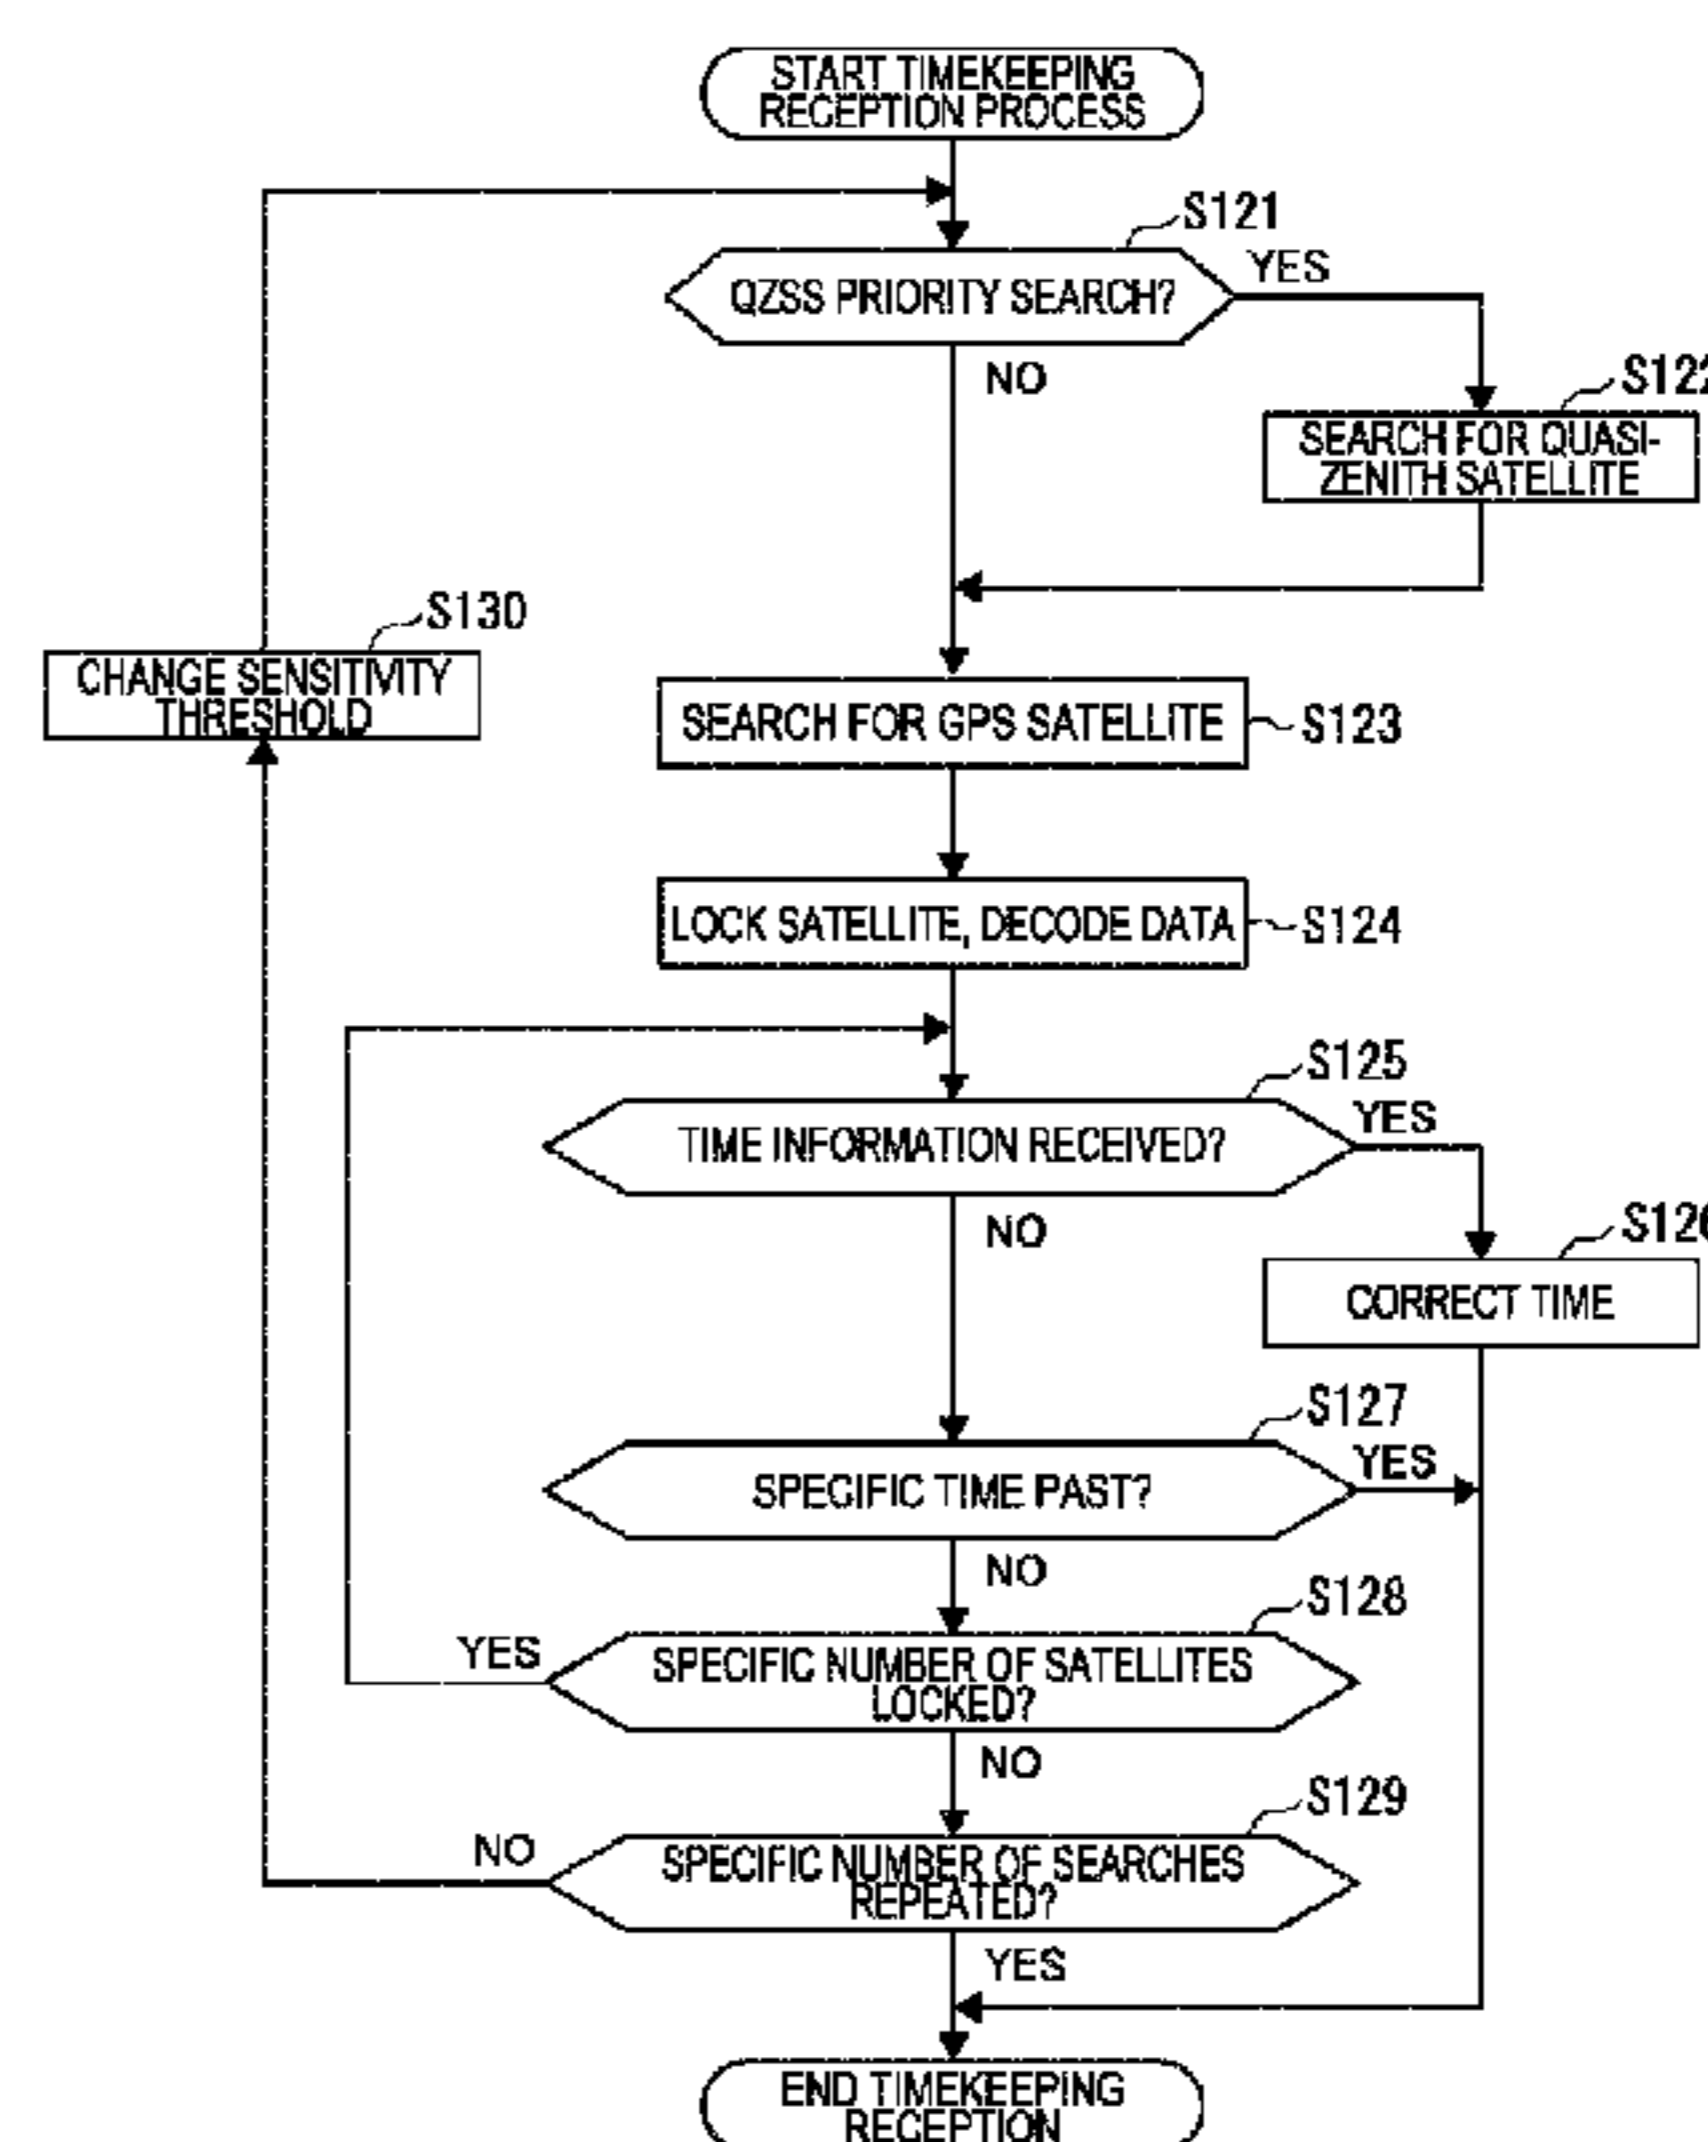 START TIMEKEEPING
RECEPTION PROCESS
S121
QZSS PRIORITY SEARCH?
YES
NO
S122
SEARCH FOR QUASI-
ZENITH SATELLITE
S130
CHANGE SENSITIVITY
THRESHOLD
SEARCH FOR GPS SATELLITE
S123
LOCK SATELLITE, DECODE DATA
S124
S125
TIME INFORMATION RECEIVED?
YES
NO
S126
CORRECT TIME
S127
SPECIFIC TIME PAST?
YES
NO
S128
YES
SPECIFIC NUMBER OF SATELLITES
LOCKED?
NO
S129
NO
SPECIFIC NUMBER OF SEARCHES
REPEATED?
YES
END TIMEKEEPING
RECEPTION